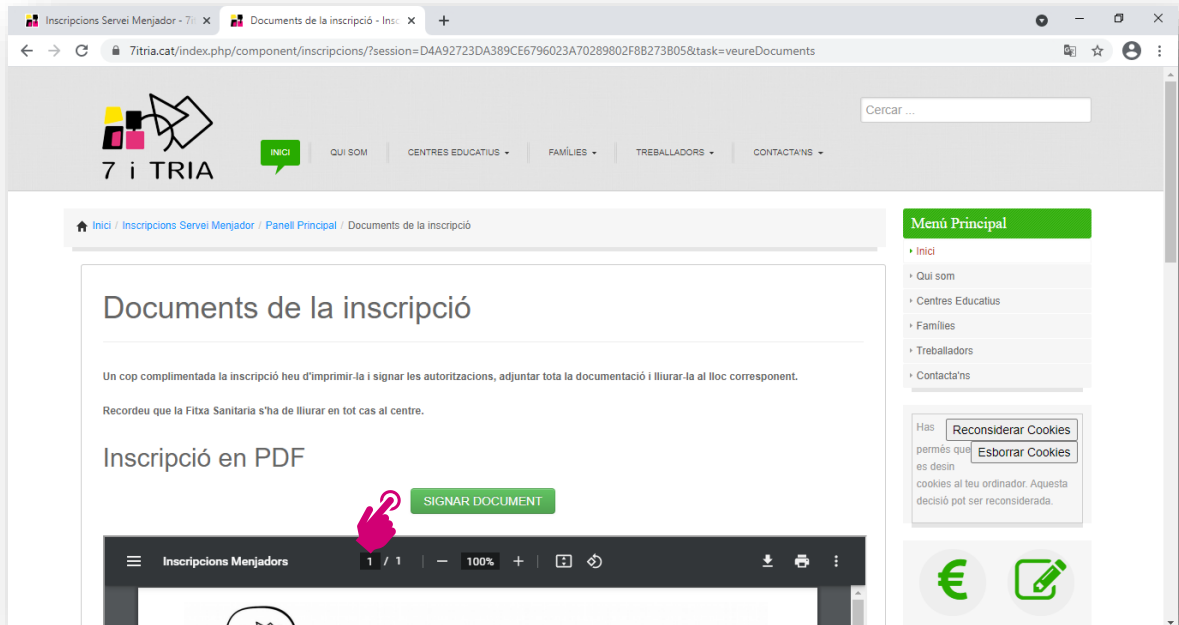 Inscripcions Servei Menjador - 7i
Documents de la inscripció - Insc
7itria.cat/index.php/component/inscripcions/?session=D4A92723DA389CE6796023A70289802F8B273B05&task=veureDocuments
7 i TRIA
INICI
QUI SOM
CENTRES EDUCATIUS
FAMÍLIES
TREBALLADORS
CONTACTA'NS
Cercar ...
Inici / Inscripcions Servei Menjador / Panell Principal / Documents de la inscripció
Documents de la inscripció
Un cop complimentada la inscripció heu d'imprimir-la i signar les autoritzacions, adjuntar tota la documentació i lliurar-la al lloc corresponent.
Recordeu que la Fitxa Sanitaria s'ha de lliurar en tot cas al centre.
Inscripció en PDF
SIGNAR DOCUMENT
Inscripcions Menjadors
1 / 1
100%
Menú Principal
Inici
Qui som
Centres Educatius
Famílies
Treballadors
Contacta'ns
Has
Reconsiderar Cookies
permés que
Esborrar Cookies
es desin
cookies al teu ordinador. Aquesta
decisió pot ser reconsiderada.
€